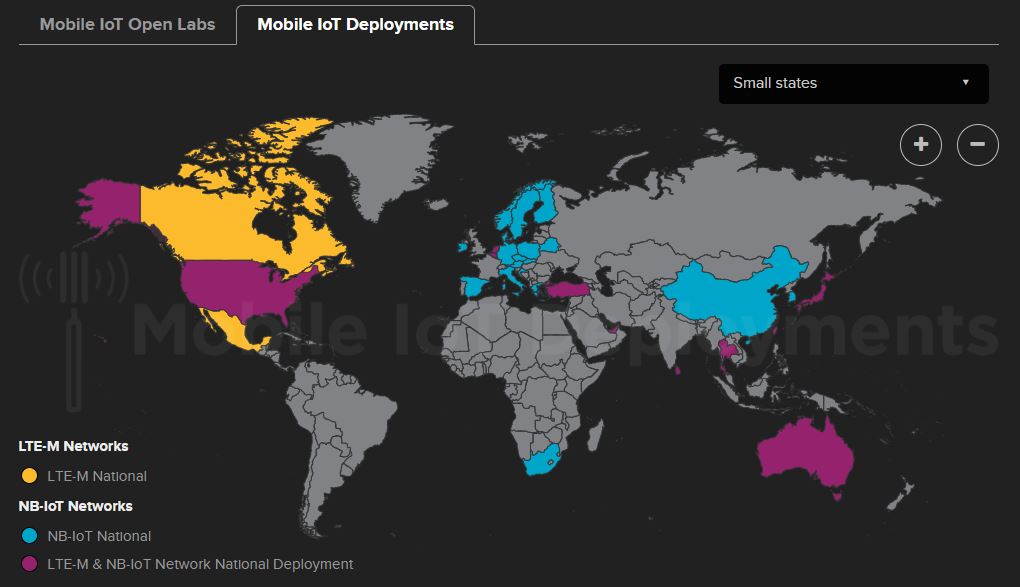 Mobile IoT Open Labs
Mobile IoT Deployments
Small states
Mobile IoT Deployments
LTE-M Networks
LTE-M National
NB-IoT Networks
NB-IoT National
LTE-M & NB-IoT Network National Deployment